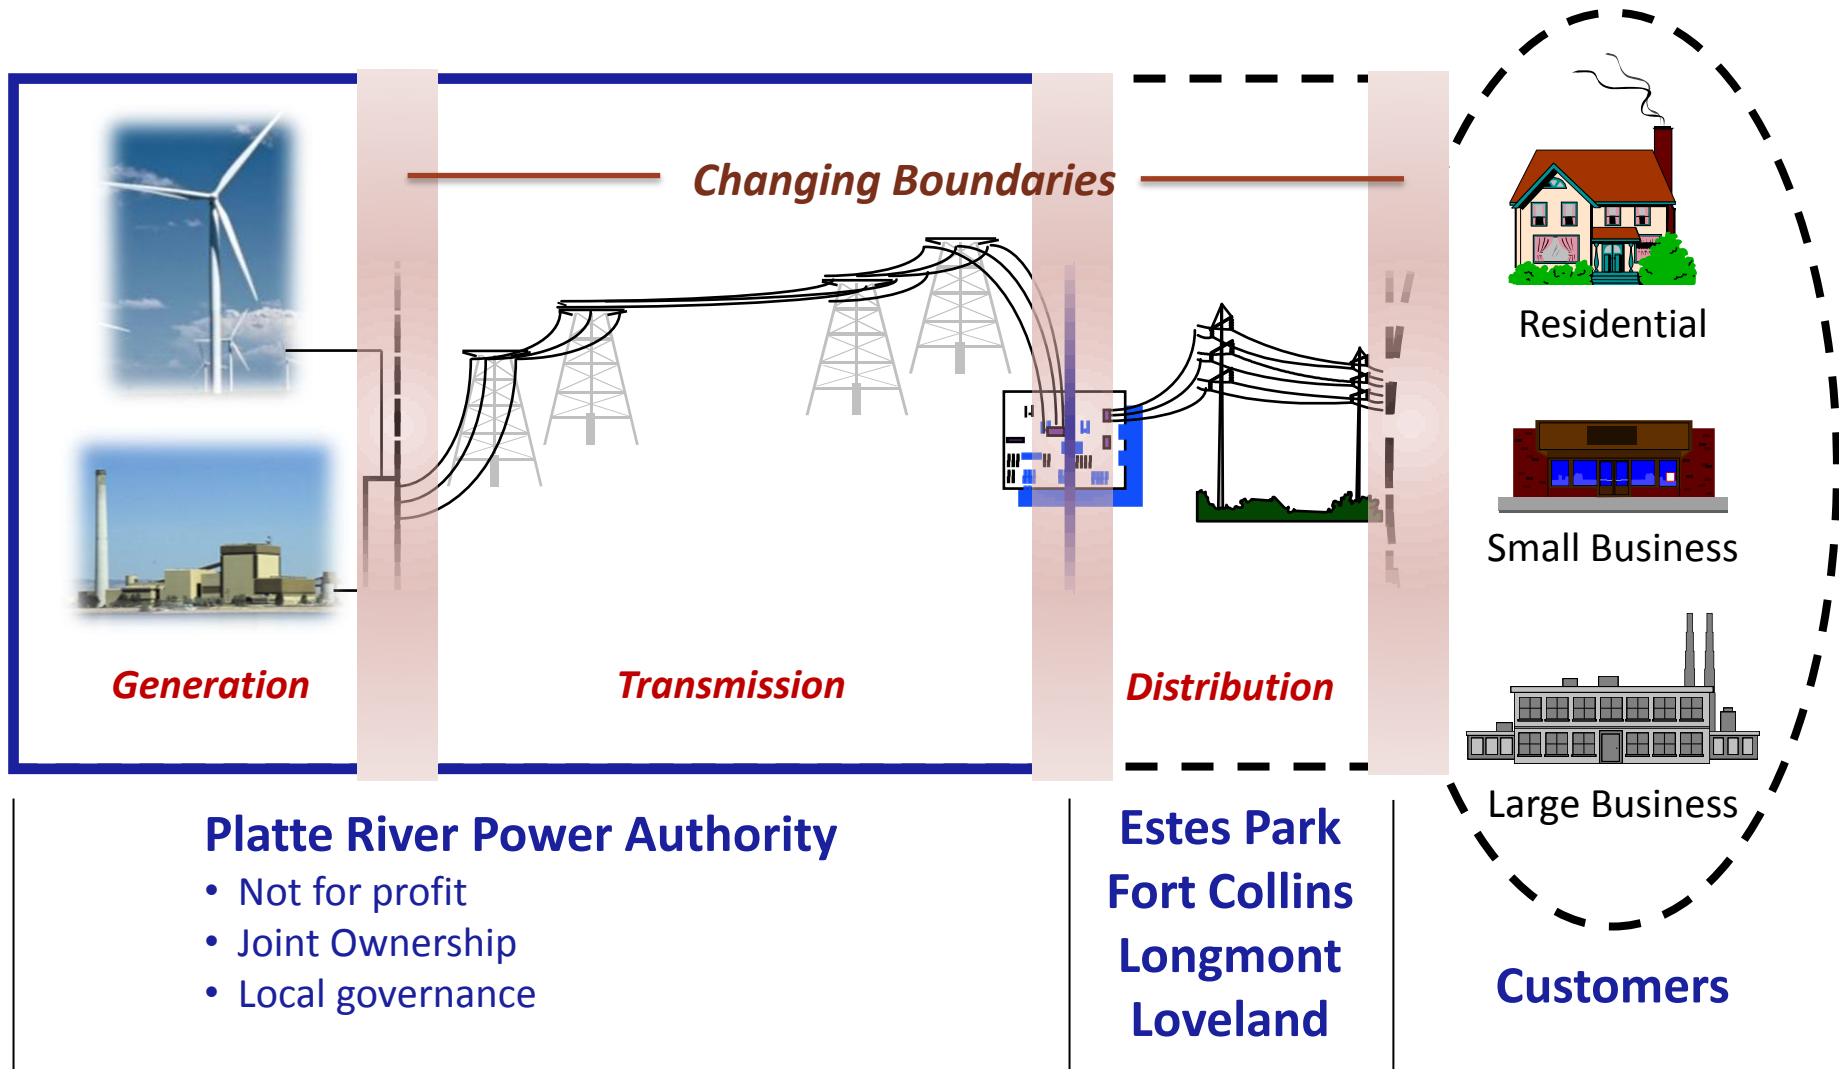 Changing Boundaries
Residential
Small Business
Large Business
Generation
Transmission
Distribution
Platte River Power Authority
• Not for profit
• Joint Ownership
• Local governance
Estes Park
Fort Collins
Longmont
Loveland
Customers